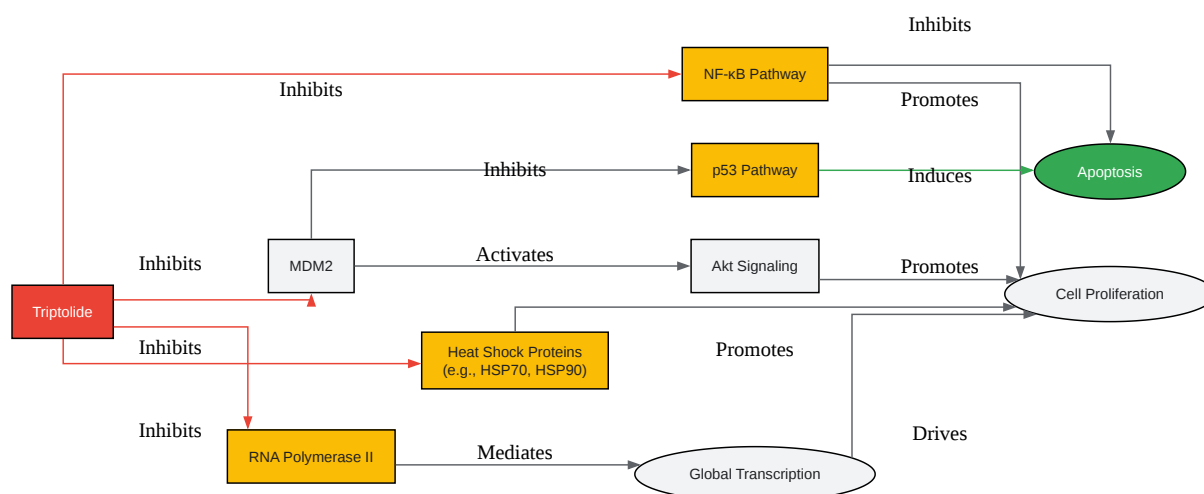 Inhibits
NF-κB Pathway
Inhibits
Promotes
Inhibits
p53 Pathway
Induces
Apoptosis
Activates
Inhibits
MDM2
Akt Signaling
Promotes
Cell Proliferation
Triptolide
Inhibits
Heat Shock Proteins
(e.g., HSP70, HSP90)
Promotes
Inhibits
RNA Polymerase II
Mediates
Global Transcription
Drives